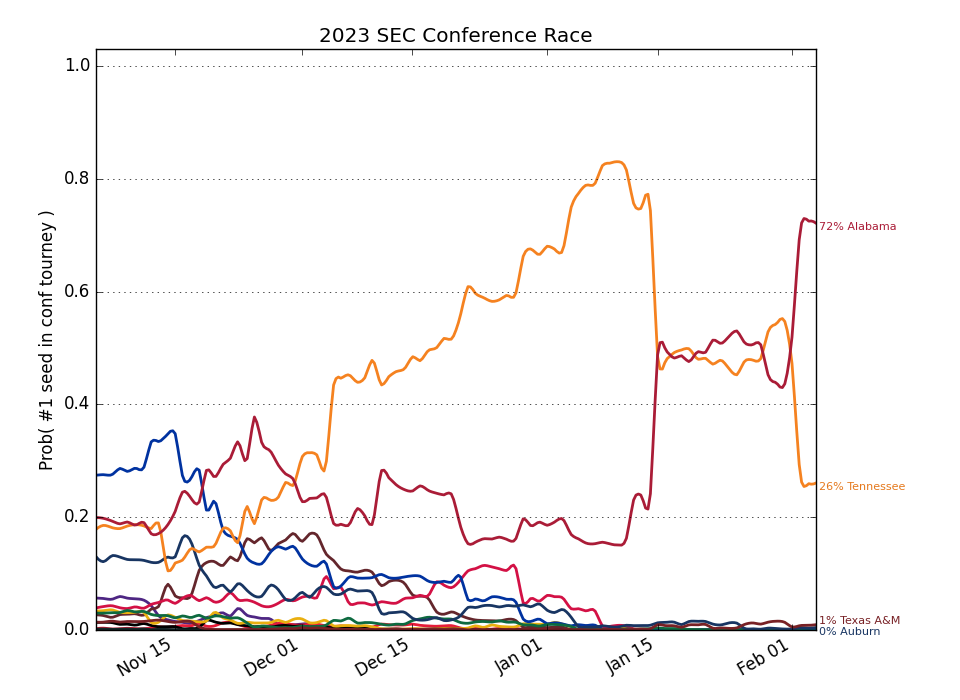 2023 SEC Conference Race
Prob( #1 seed in conf tourney )
1.0
0.8
0.6
0.4
0.2
0.0
72% Alabama
26% Tennessee
1% Texas A&M
0% Auburn
Nov 15
Dec 01
Dec 15
Jan 01
Jan 15
Feb 01